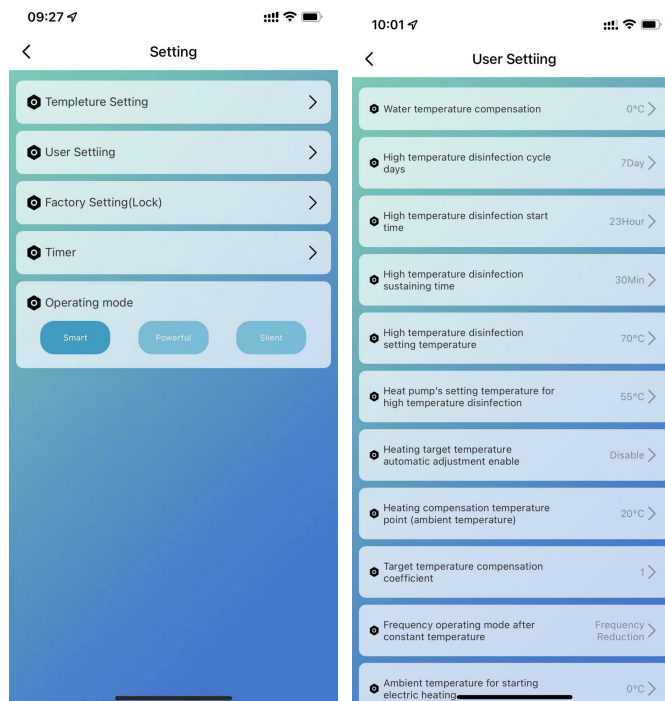 09:27
Setting
Templeture Setting
User Settiing
Factory Setting(Lock)
Timer
Operating mode
Smart
Powerful
Silent
10:01
User Settiing
Water temperature compensation
0°C
High temperature disinfection cycle
days
7Day
High temperature disinfection start
time
23Hour
High temperature disinfection
sustaining time
30Min
High temperature disinfection
setting temperature
70°C
Heat pump's setting temperature for
high temperature disinfection
55°C
Heating target temperature
automatic adjustment enable
Disable
Heating compensation temperature
point (ambient temperature)
20°C
Target temperature compensation
coefficient
1
Frequency operating mode after
constant temperature
Frequency
Reduction
Ambient temperature for starting
electric heating
0°C